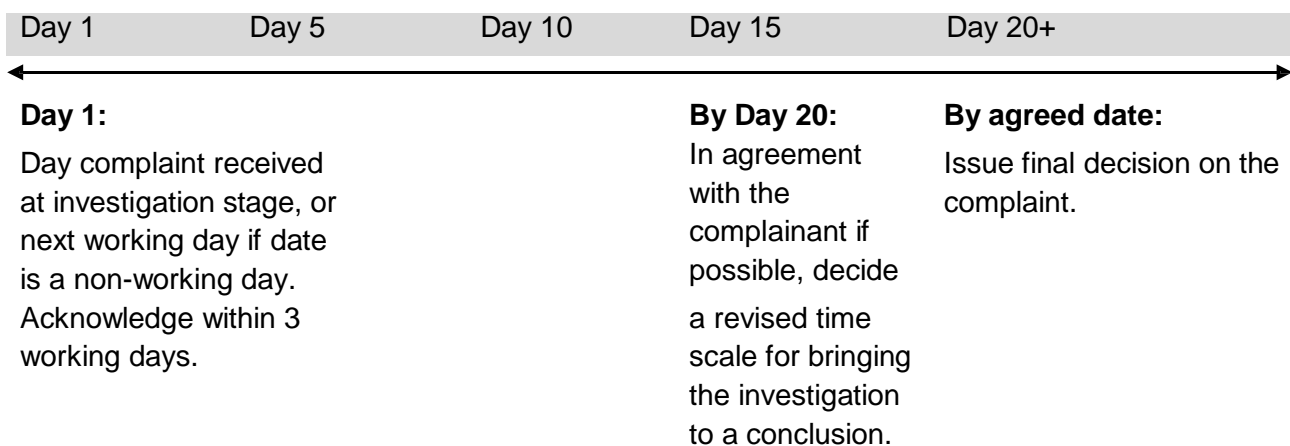 Day 1 Day 5 Day 10 Day 15 Day 20+
Day 1:
Day complaint received
at investigation stage, or
next working day if date
is a non-working day.
Acknowledge within 3
working days.
By Day 20:
In agreement
with the
complainant if
possible, decide
a revised time
scale for bringing
the investigation
to a conclusion.
By agreed date:
Issue final decision on the
complaint.